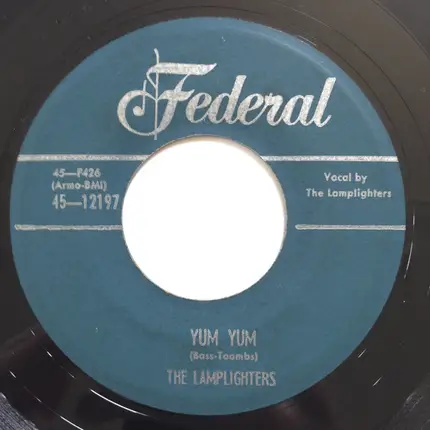 Federal
45—F426
(Armo-BMI)
45—12197
Vocal by
The Lamplighters
YUM YUM
(Bass-Toombs)
THE LAMPLIGHTERS